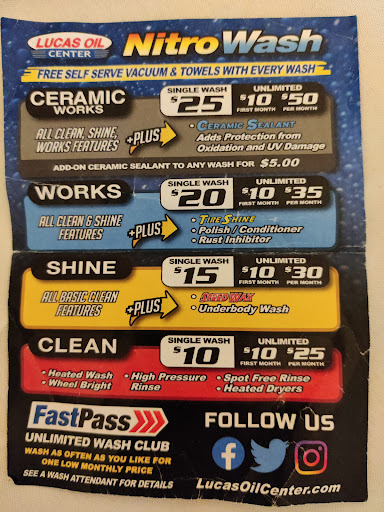 LUCAS OIL
CENTER
Nitro Wash
FREE SELF SERVE VACUUM & TOWELS WITH EVERY WASH
CERAMIC
WORKS
SINGLE WASH
$25
UNLIMITED
$10 $50
FIRST MONTH PER MONTH
ALL CLEAN, SHINE,
WORKS FEATURES
+PLUS
• CERAMIC SEALANT
Adds Protection from
Oxidation and UV Damage
ADD-ON CERAMIC SEALANT TO ANY WASH FOR $5.00
WORKS
SINGLE WASH
$20
UNLIMITED
$10 $35
FIRST MONTH PER MONTH
ALL CLEAN & SHINE
FEATURES
+PLUS
• TIRE SHINE
• Polish / Conditioner
• Rust Inhibitor
SHINE
SINGLE WASH
$15
UNLIMITED
$10 $30
FIRST MONTH PER MONTH
ALL BASIC CLEAN
FEATURES
+PLUS
• Underbody Wash
CLEAN
SINGLE WASH
$10
UNLIMITED
$10 $25
FIRST MONTH PER MONTH
• Heated Wash
• Wheel Bright
• High Pressure
Rinse
• Spot Free Rinse
• Heated Dryers
FastPass
UNLIMITED WASH CLUB
WASH AS OFTEN AS YOU LIKE FOR
ONE LOW MONTHLY PRICE
SEE A WASH ATTENDANT FOR DETAILS
FOLLOW US
LucasOilCenter.com